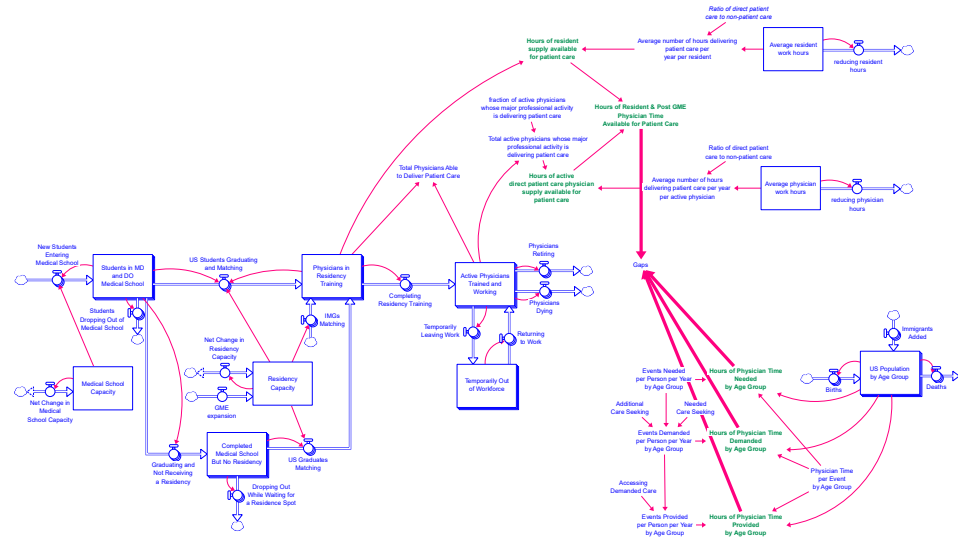 Ratio of direct patient
care to non-patient care
Hours of resident
supply available
for patient care
Average number of hours delivering
patient care per
year per resident
Average resident
work hours
reducing resident
hours
fraction of active physicians
whose major professional activity
is delivering patient care
Hours of Resident & Post GME
Physician Time
Available for Patient Care
Total active physicians whose major
professional activity is
delivering patient care
Ratio of direct patient
care to non-patient care
Total Physicians Able
to Deliver Patient Care
Hours of active
direct patient care physician
supply available for
patient care
Average number of hours
delivering patient care per year
per active physician
Average physician
work hours
reducing physician
hours
New Students
Entering
Medical School
Students in MD
and DO
Medical School
US Students Graduating
and Matching
Physicians in
Residency
Training
Completing
Residency Training
Active Physicians
Trained and
Working
Physicians
Retiring
Physicians
Dying
Gaps
Students
Dropping Out of
Medical School
IMGs
Matching
Temporarily
Leaving Work
Returning
to Work
Immigrants
Added
Net Change in
Residency
Capacity
Medical School
Capacity
Net Change in
Medical
School Capacity
GME
expansion
Residency
Capacity
Temporarily Out
of Workforce
Events Needed
per Person per Year
by Age Group
Hours of Physician Time
Needed
by Age Group
US Population
by Age Group
Births
Deaths
Additional
Care Seeking
Needed
Care Seeking
Events Demanded
per Person per Year
by Age Group
Hours of Physician Time
Demanded
by Age Group
Completed
Medical School
But No Residency
US Graduates
Matching
Graduating and
Not Receiving
a Residency
Dropping Out
While Waiting for
a Residence Spot
Physician Time
per Event
by Age Group
Accessing
Demanded Care
Events Provided
per Person per Year
by Age Group
Hours of Physician Time
Provided
by Age Group